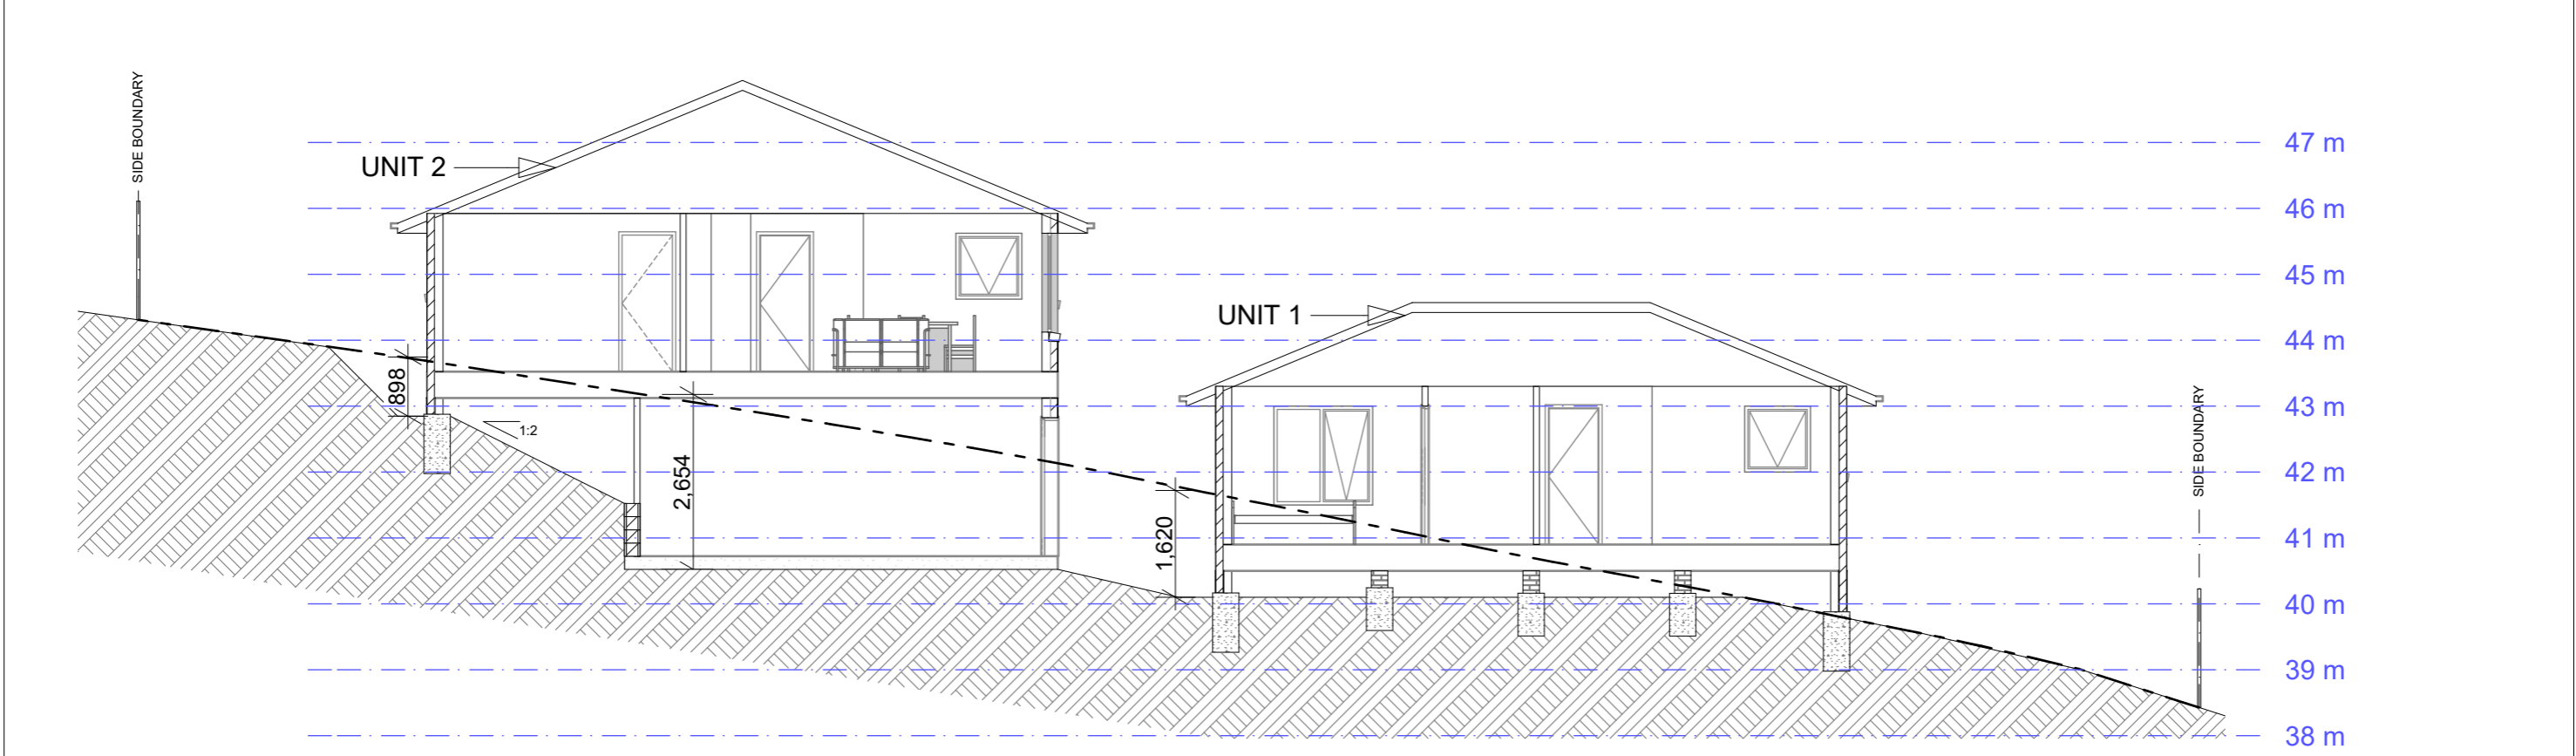 SIDE BOUNDARY
47 m
UNIT 2
46 m
45 m
UNIT 1
44 m
898
43 m
SIDE BOUNDARY
1:2
2,654
42 m
1,620
41 m
40 m
39 m
38 m